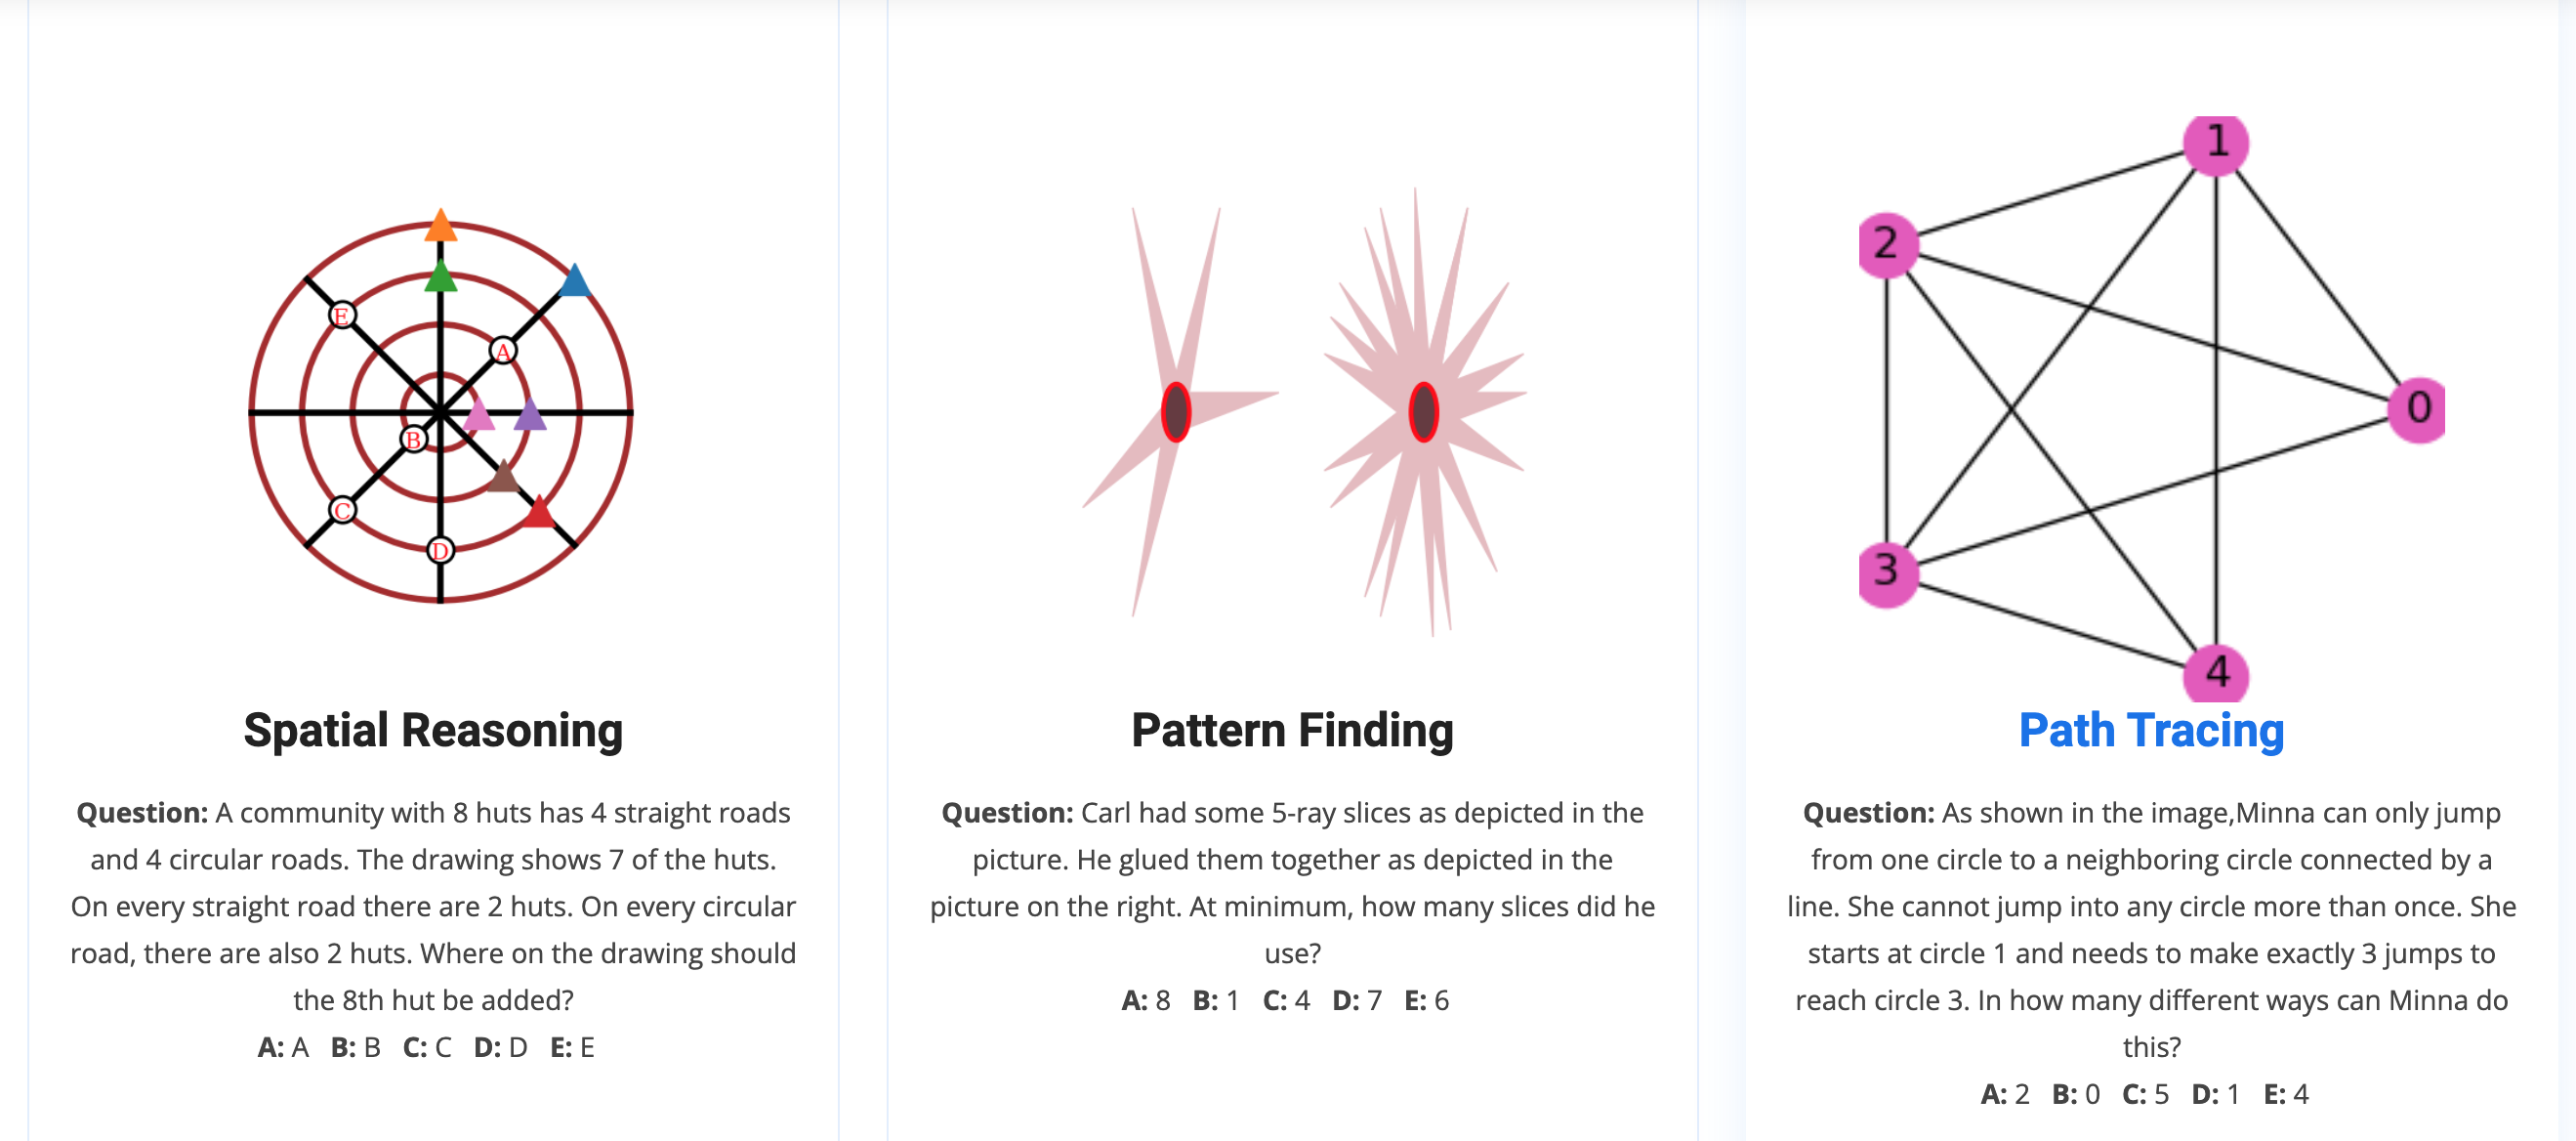 E
A
B
C
D
Spatial Reasoning
Question: A community with 8 huts has 4 straight roads
and 4 circular roads. The drawing shows 7 of the huts.
On every straight road there are 2 huts. On every circular
road, there are also 2 huts. Where on the drawing should
the 8th hut be added?
A: A B: B C: C D: D E: E
Pattern Finding
Question: Carl had some 5-ray slices as depicted in the
picture. He glued them together as depicted in the
picture on the right. At minimum, how many slices did he
use?
A: 8 B: 1 C: 4 D: 7 E: 6
1
2
0
3
4
Path Tracing
Question: As shown in the image,Minna can only jump
from one circle to a neighboring circle connected by a
line. She cannot jump into any circle more than once. She
starts at circle 1 and needs to make exactly 3 jumps to
reach circle 3. In how many different ways can Minna do
this?
A: 2 B: 0 C: 5 D: 1 E: 4